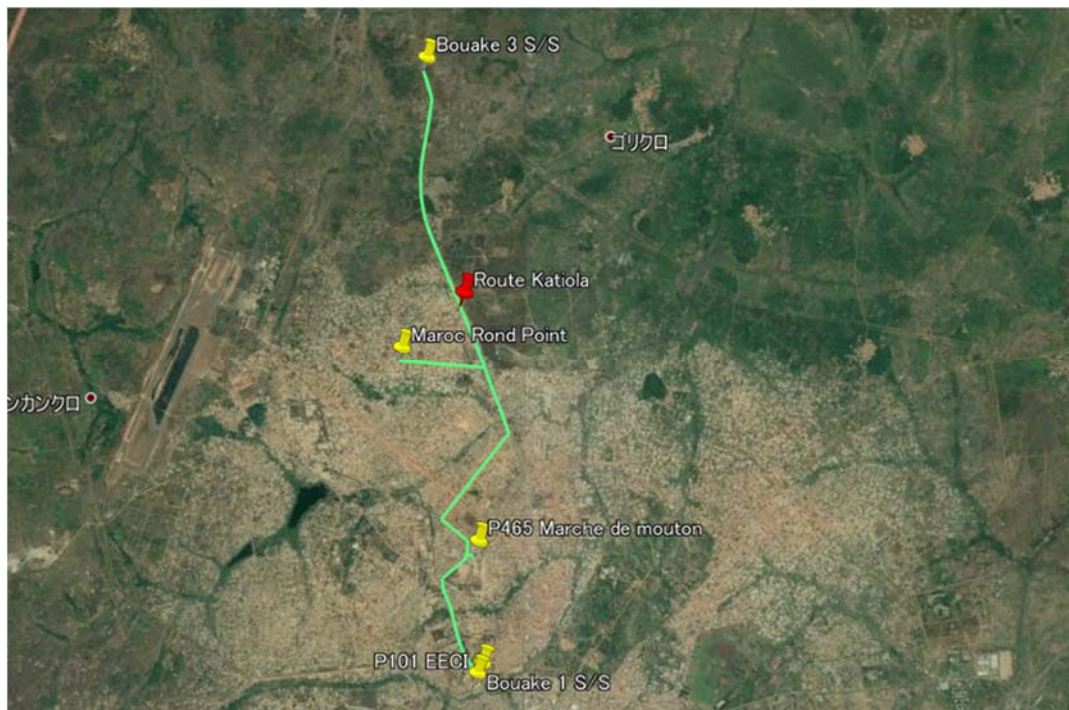 Bouake 3 S/S
ゴリクロ
Route Katiola
Maroc Rond Point
ンカンクロ
P465 Marche de mouton
P101 EECI
Bouake 1 S/S